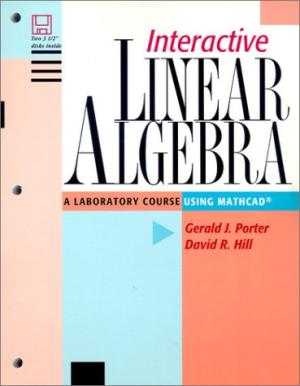 Two 3 1/2"
disks inside
Interactive
LINEAR
ALGEBRA
A LABORATORY COURSE USING MATHCAD®
Gerald J. Porter
David R. Hill